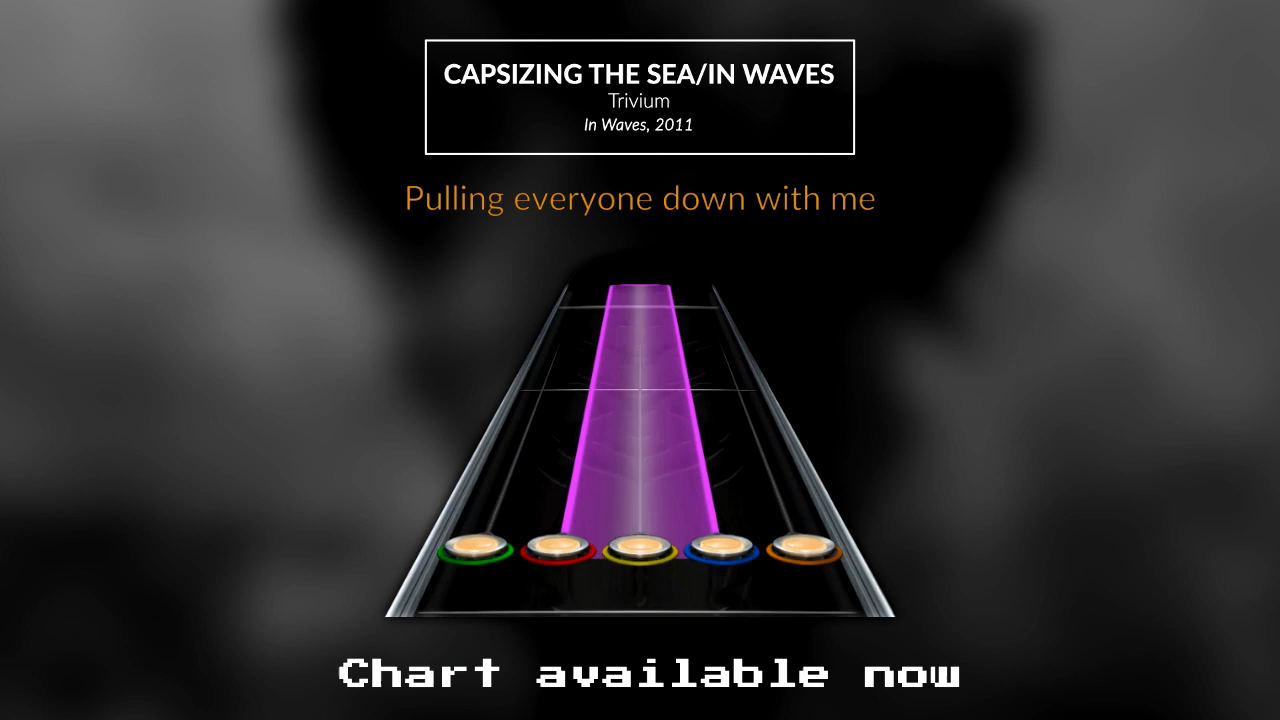 CAPSIZING THE SEA/IN WAVES
Trivium
In Waves, 2011
Pulling everyone down with me
Chart available now